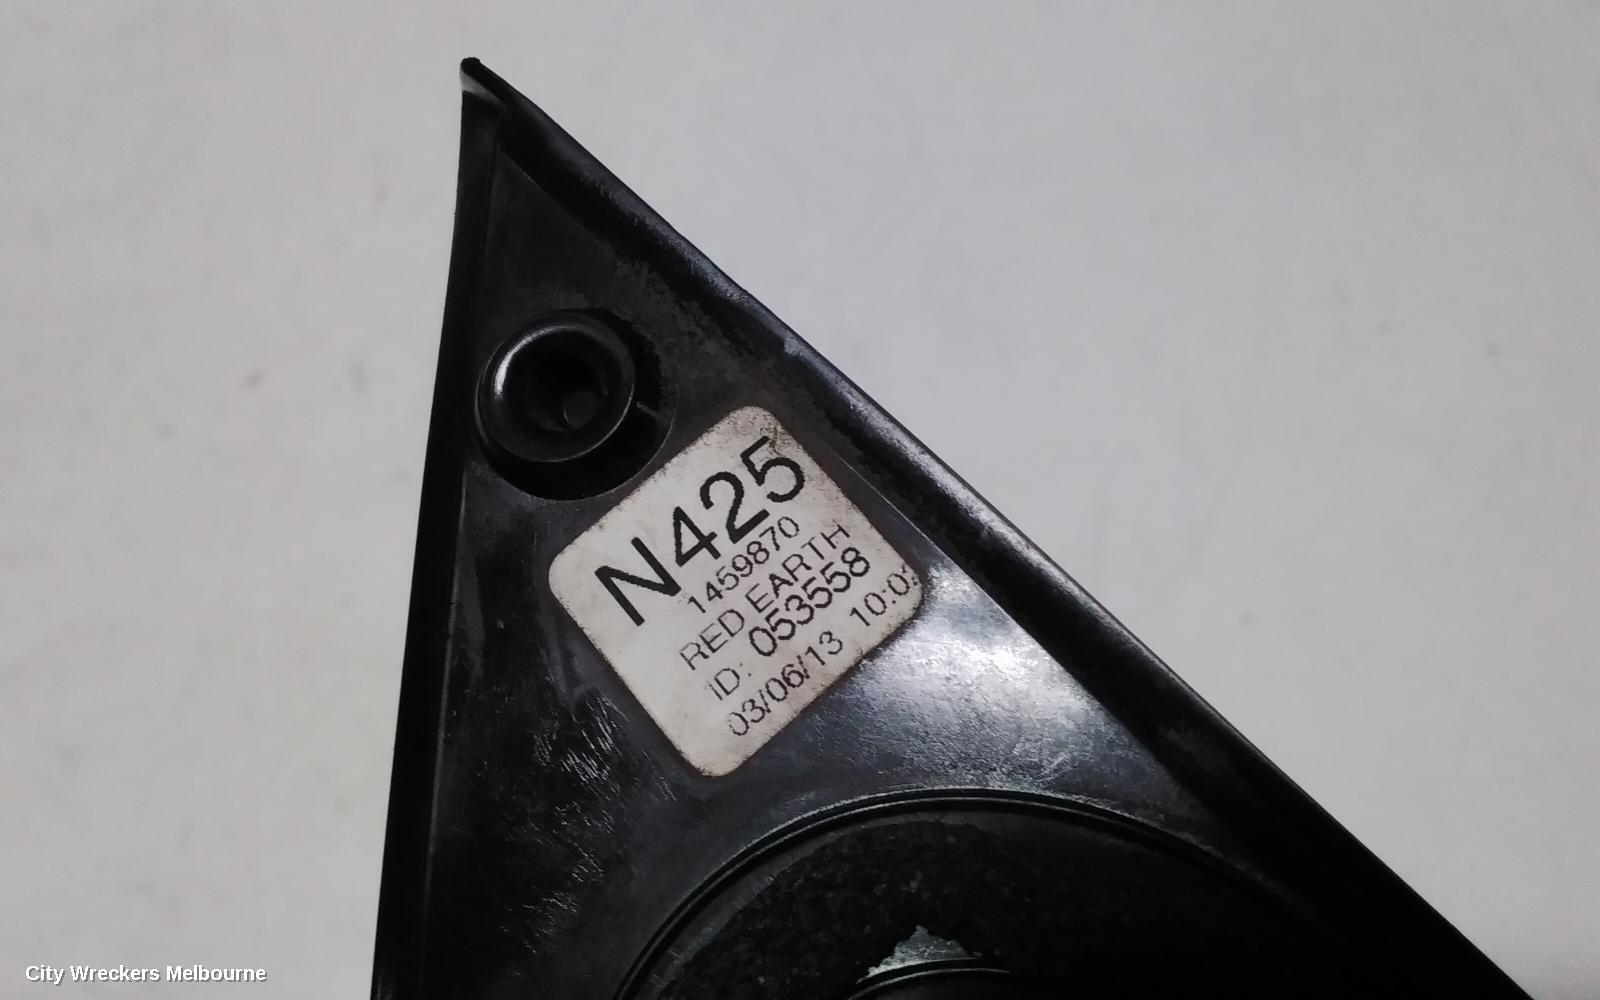 N425
1459870
RED EARTH
ID: 053558
03/06/13 10:0
City Wreckers Melbourne